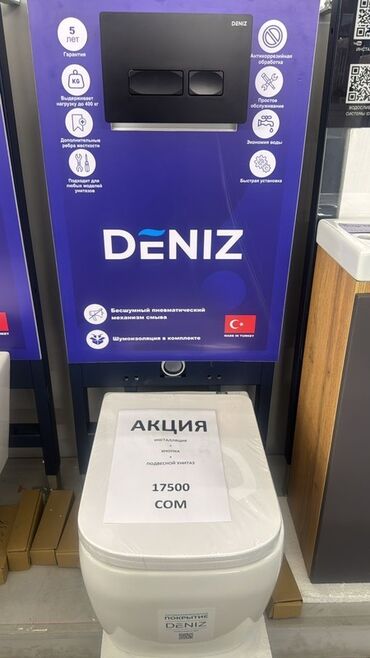 5
лет
Гарантия
DENIZ
Антикоррозийная
обработка
KG
Выдерживает
нагрузку до 400 кг
Простое
обслуживание
Дополнительные
ребра жесткости
Экономия воды
Подходит для
любых моделей
унитазов
Быстрая установка
DENIZ
Бесшумный пневматический
механизм смыва
Шумоизоляция в комплекте
MADE IN TURKEY
АКЦИЯ
ИНСТАЛЛЯЦИЯ
+
КНОПКА
+
ПОДВЕСНОЙ УНИТАЗ
17500
СОМ
ПОКРЫТИЕ
DENIZ